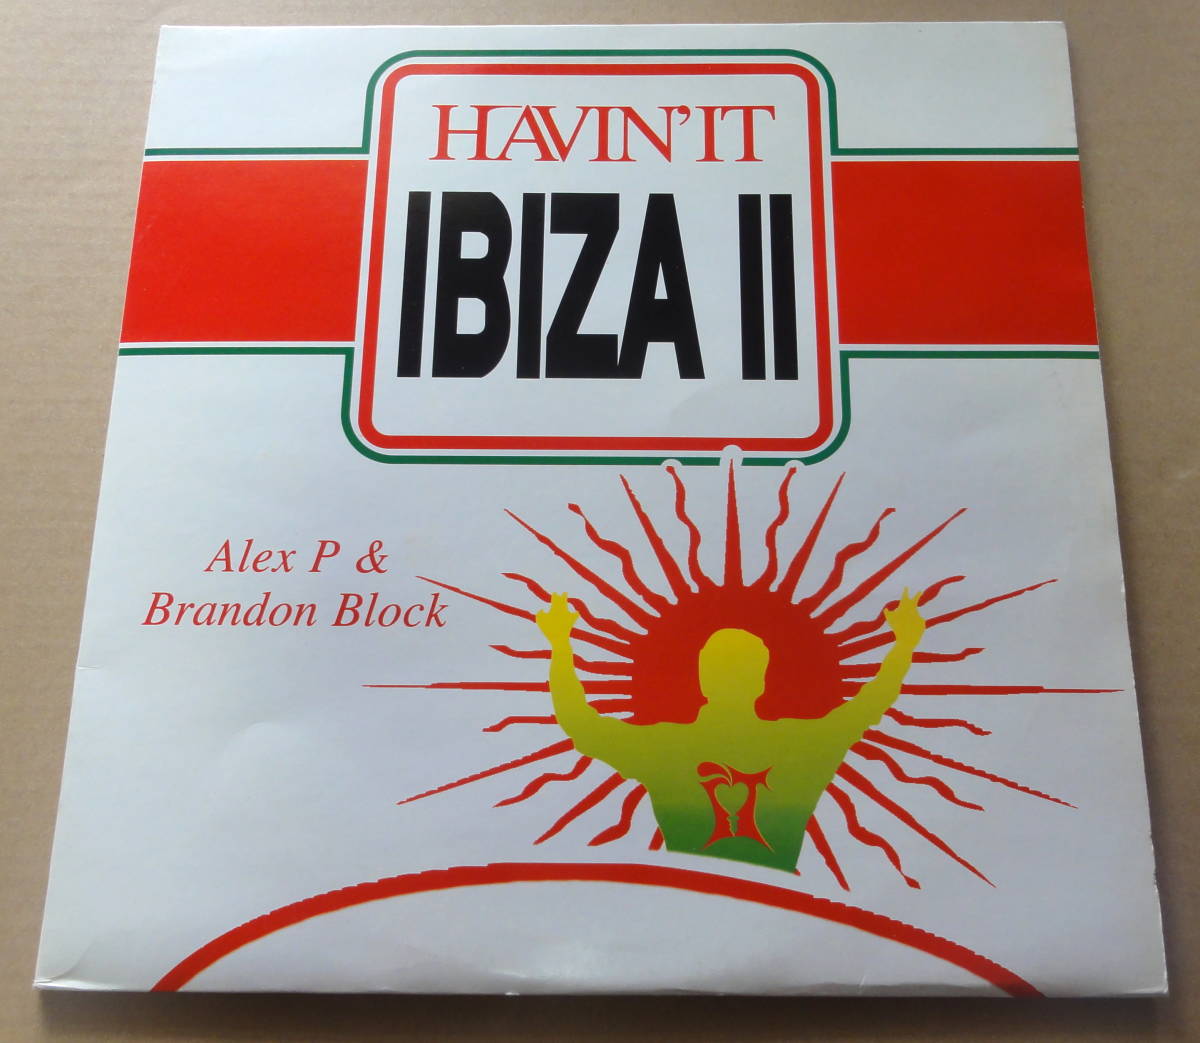 HAVIN'IT
IBIZA II
Alex P &
Brandon Block